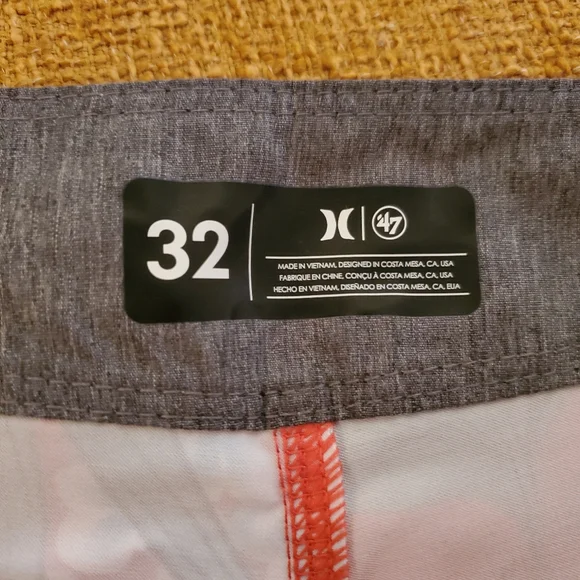 32
'47
MADE IN VIETNAM, DESIGNED IN COSTA MESA, CA, USA
FABRIQUE EN CHINE, CONÇU À COSTA MESA, CA, USA
HECHO EN VIETNAM, DISEÑADO EN COSTA MESA, CA, EUA